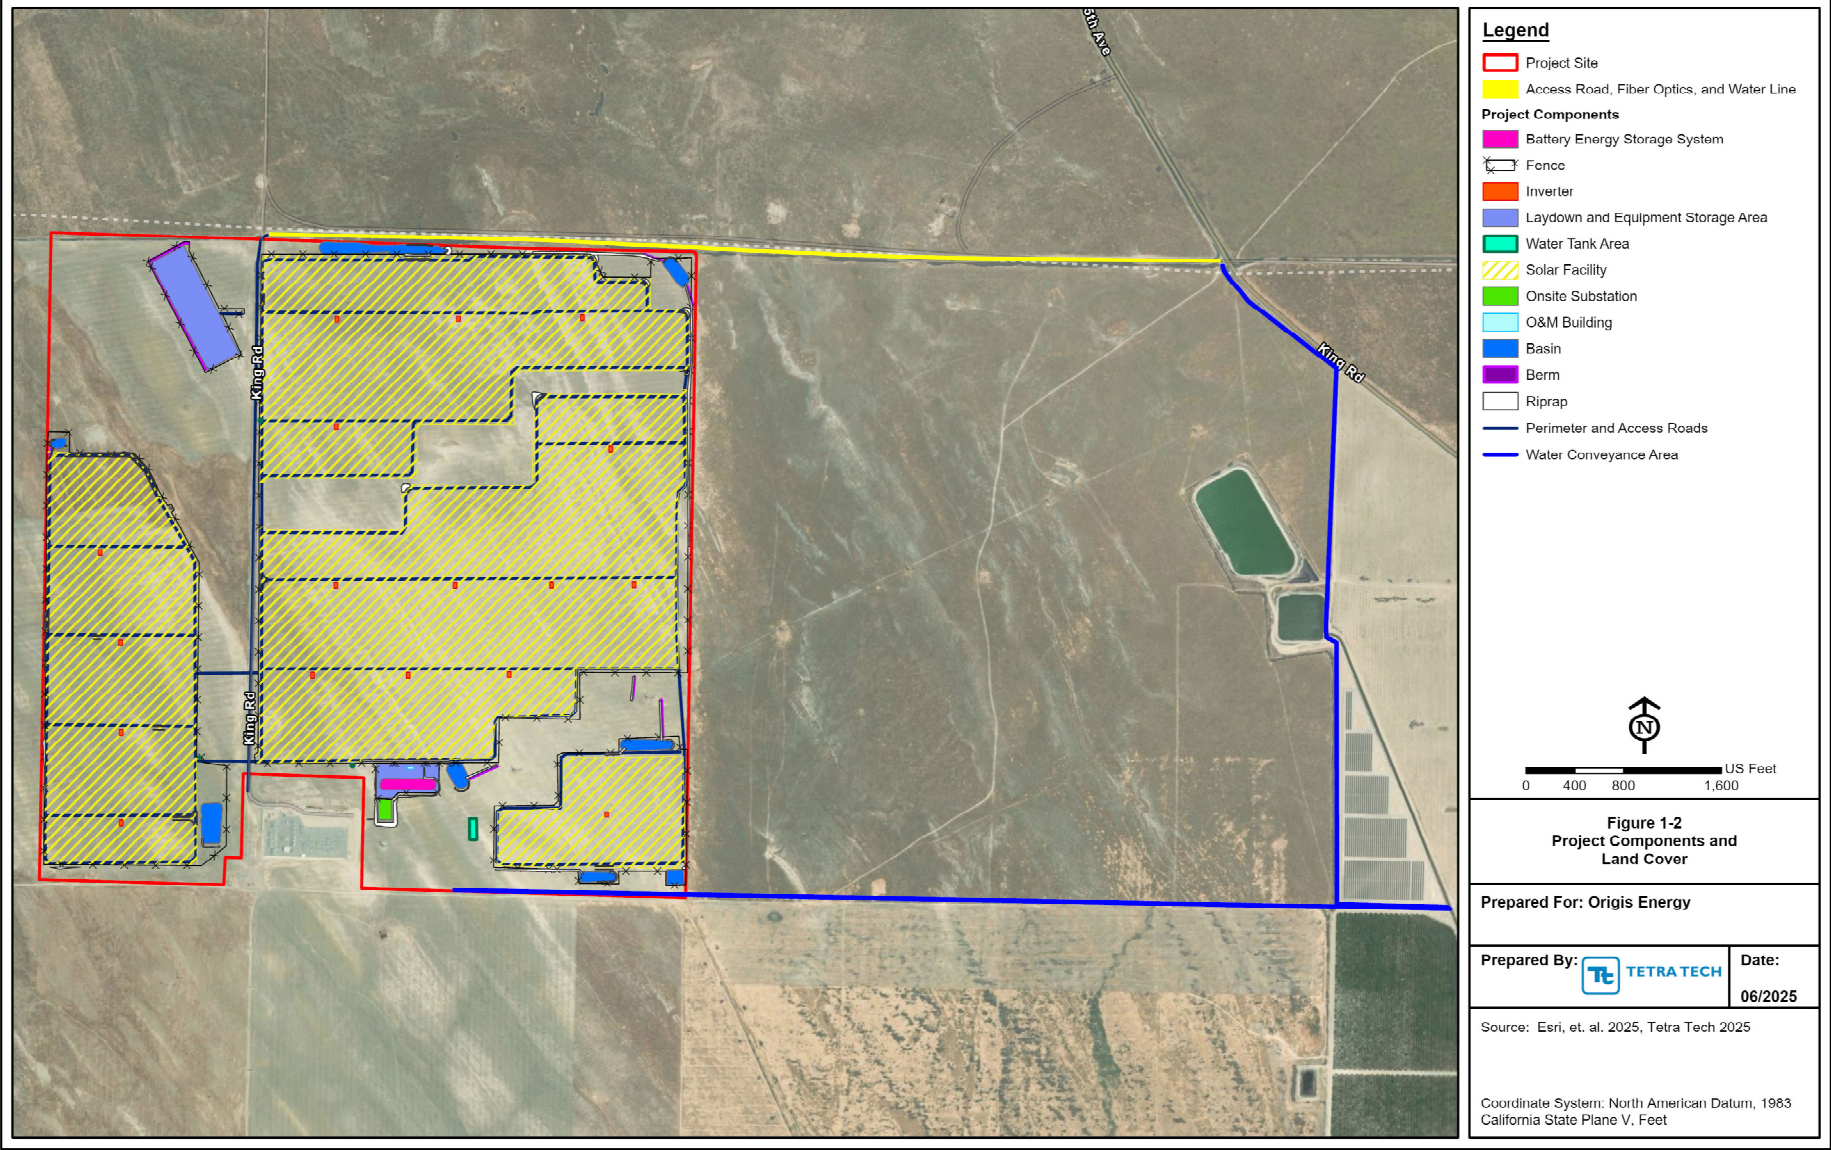 5th Ave
King Rd
King Rd
King Rd
Legend
Project Site
Access Road, Fiber Optics, and Water Line
Project Components
Battery Energy Storage System
Fence
Inverter
Laydown and Equipment Storage Area
Water Tank Area
Solar Facility
Onsite Substation
O&M Building
Basin
Berm
Riprap
Perimeter and Access Roads
Water Conveyance Area
N
US Feet
0 400 800 1,600
Figure 1-2
Project Components and
Land Cover
Prepared For: Origis Energy
Prepared By:
Tt TETRA TECH
Date:
06/2025
Source: Esri, et. al. 2025, Tetra Tech 2025
Coordinate System: North American Datum, 1983
California State Plane V, Feet